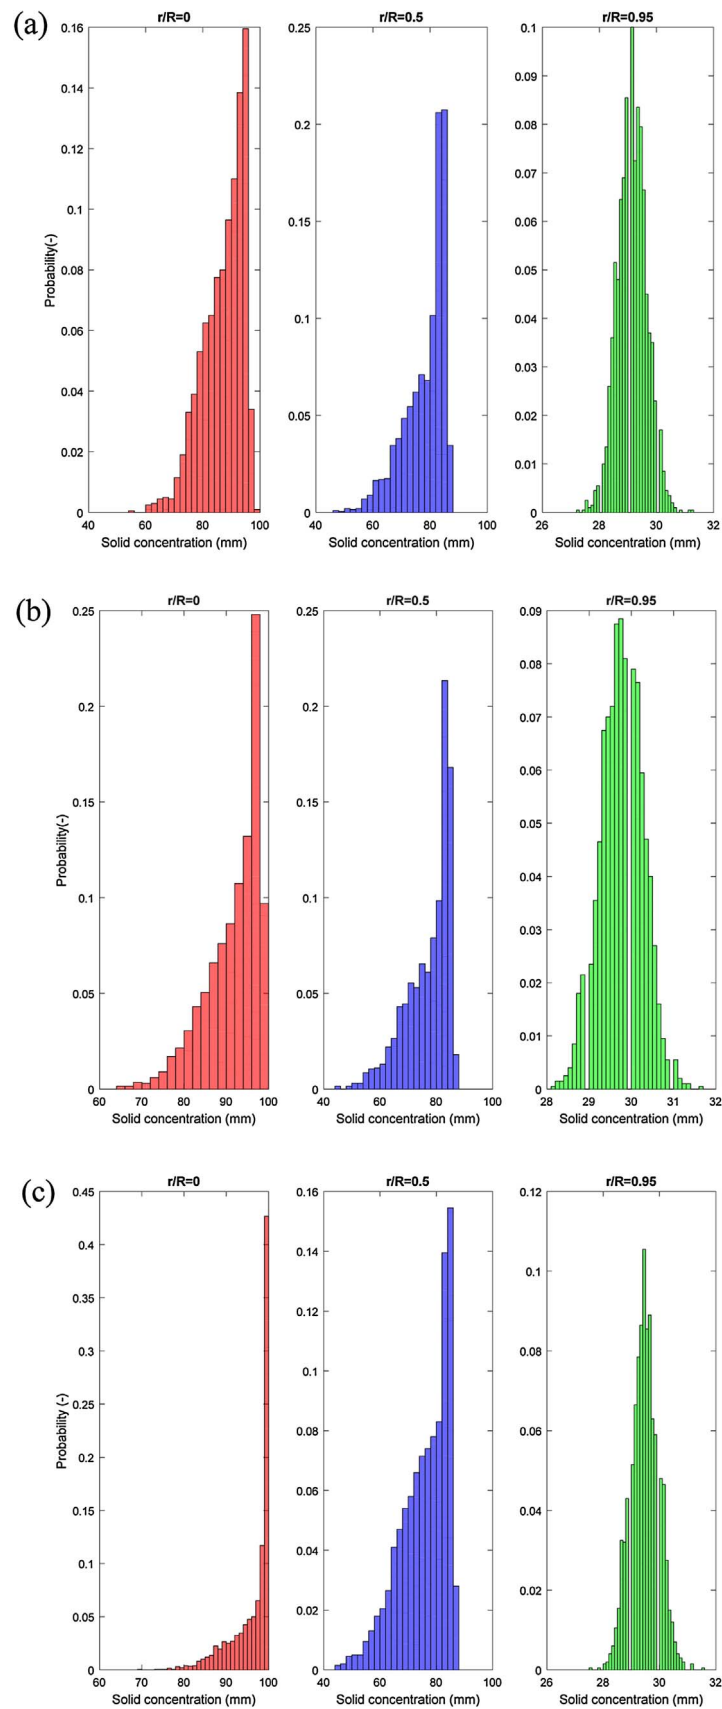 (a)
r/R=0
0.16
0.14
0.12
0.1
0.08
0.06
0.04
0.02
0
Probability(-)
40 60 80 100
Solid concentration (mm)
r/R=0.5
0.25
0.2
0.15
0.1
0.05
0
40 60 80 100
Solid concentration (mm)
r/R=0.95
0.1
0.09
0.08
0.07
0.06
0.05
0.04
0.03
0.02
0.01
0
26 28 30 32
Solid concentration (mm)
(b)
r/R=0
0.25
0.2
0.15
0.1
0.05
0
Probability(-)
60 70 80 90 100
Solid concentration (mm)
r/R=0.5
0.25
0.2
0.15
0.1
0.05
0
40 60 80 100
Solid concentration (mm)
r/R=0.95
0.09
0.08
0.07
0.06
0.05
0.04
0.03
0.02
0.01
0
28 29 30 31 32
Solid concentration (mm)
(c)
r/R=0
0.45
0.4
0.35
0.3
0.25
0.2
0.15
0.1
0.05
0
Probability (-)
60 70 80 90 100
Solid concentration (mm)
r/R=0.5
0.16
0.14
0.12
0.1
0.08
0.06
0.04
0.02
0
40 60 80 100
Solid concentration (mm)
r/R=0.95
0.12
0.1
0.08
0.06
0.04
0.02
0
26 28 30 32
Solid concentration (mm)